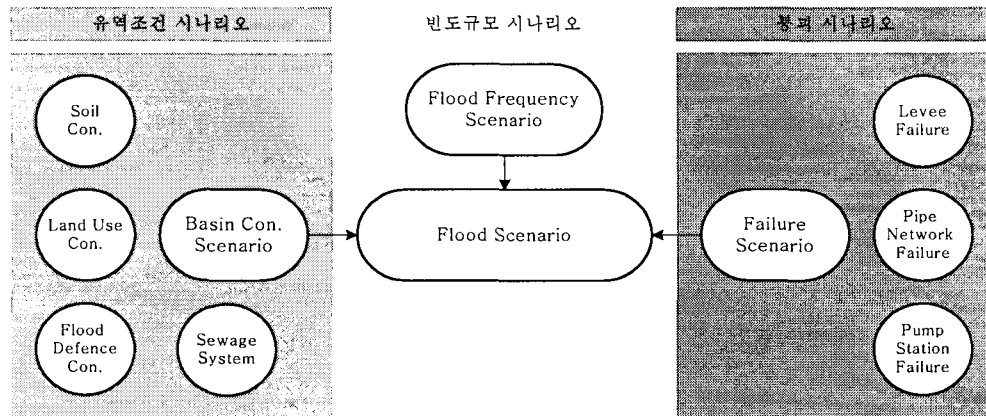 유역조건 시나리오
빈도규모 시나리오
붕괴 시나리오
Soil
Con.
Land Use
Con.
Flood
Defence
Con.
Basin Con.
Scenario
Sewage
System
Flood Frequency
Scenario
Flood Scenario
Failure
Scenario
Levee
Failure
Pipe
Network
Failure
Pump
Station
Failure